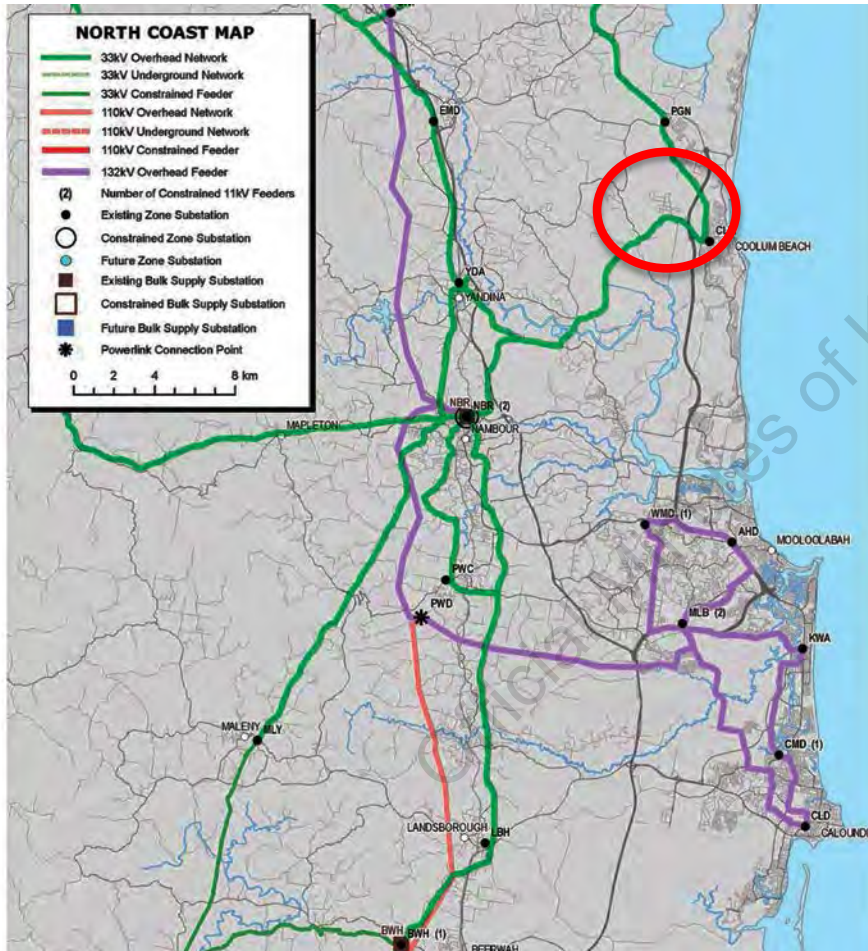 NORTH COAST MAP
33kV Overhead Network
33kV Underground Network
33kV Constrained Feeder
110kV Overhead Network
110kV Underground Network
110kV Constrained Feeder
132kV Overhead Feeder
(2) Number of Constrained 11kV Feeders
Existing Zone Substation
Constrained Zone Substation
Future Zone Substation
Existing Bulk Supply Substation
Constrained Bulk Supply Substation
Future Bulk Supply Substation
Powerlink Connection Point
0 2 4 8 km
EMD
PGN
COOLUM BEACH
YDA
YANDINA
NBR NBR (2)
NAMBOUR
MAPLETON
WMD (1)
AHD
MOOLOOLABAH
PWC
PWD
MLB (2)
KWA
MALENY MLY
CMD (1)
CLD
LANDSBOROUGH LBH
BWH BWH (1)